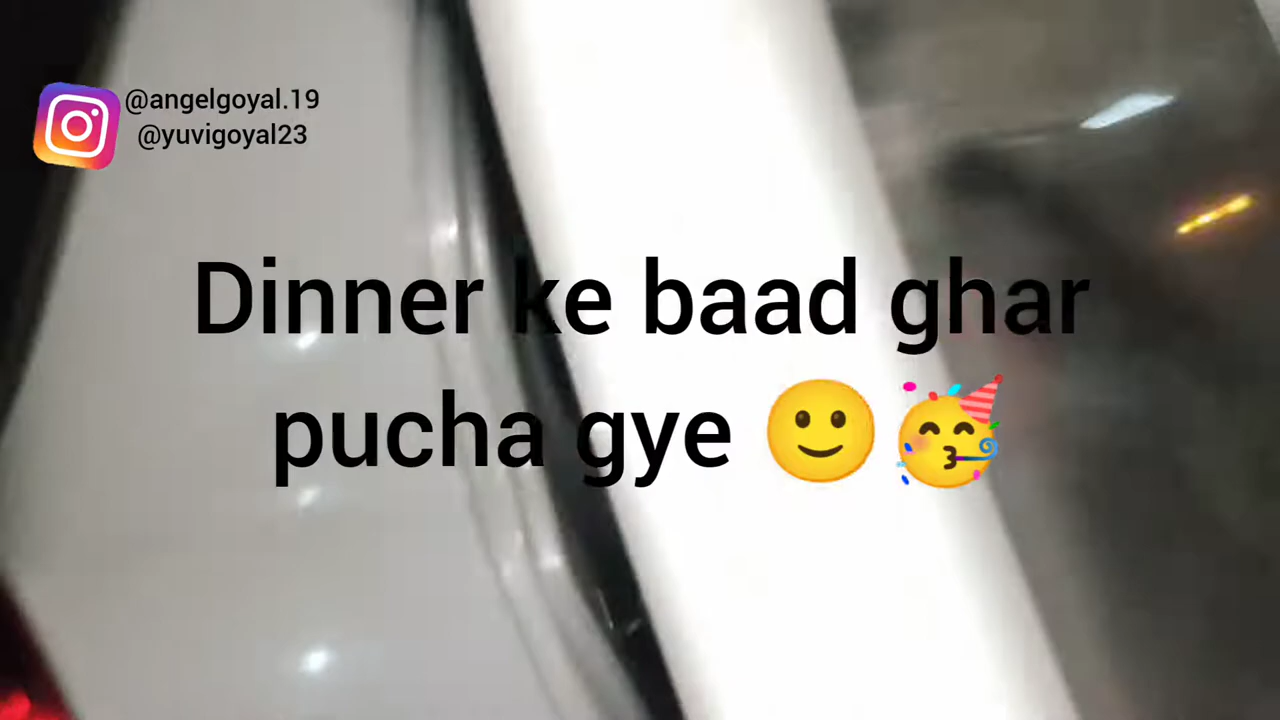 @angelgoyal.19
@yuvigoyal23
Dinner ke baad ghar
pucha gye 🙂🥳